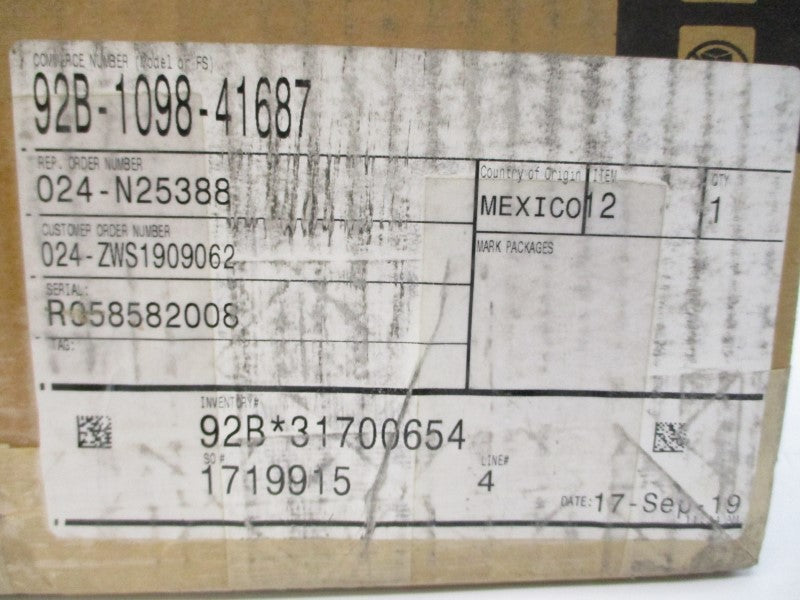 COMMERCE NUMBER (Model or FS)
92B-1098-41687
REP. ORDER NUMBER
024-N25388
Country of Origin ITEM QTY
MEXICO 12 1
CUSTOMER ORDER NUMBER
024-ZWS1909062
MARK PACKAGES
SERIAL:
R058582008
TAG:
INVENTORY#
92B*31700654
SO# LINE#
1719915 4
DATE: 17-Sep-19